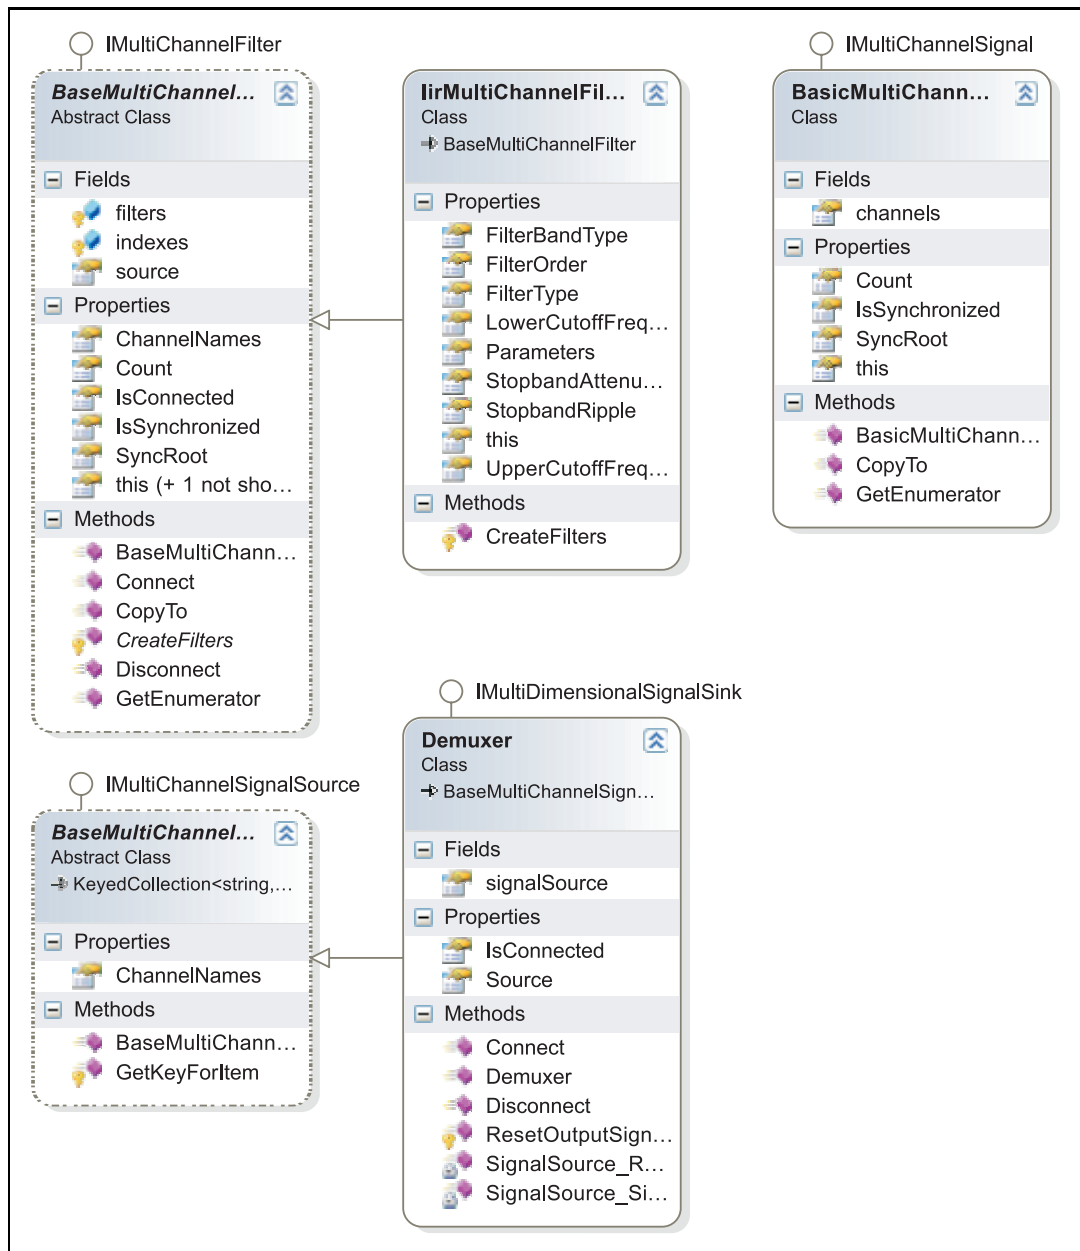 IMultiChannelFilter
BaseMultiChannel...
Abstract Class
Fields
filters
indexes
source
Properties
ChannelNames
Count
IsConnected
IsSynchronized
SyncRoot
this (+ 1 not sho...
Methods
BaseMultiChann...
Connect
CopyTo
CreateFilters
Disconnect
GetEnumerator
IirMultiChannelFil...
Class
BaseMultiChannelFilter
Properties
FilterBandType
FilterOrder
FilterType
LowerCutoffFreq...
Parameters
StopbandAttenu...
StopbandRipple
this
UpperCutoffFreq...
Methods
CreateFilters
IMultiChannelSignal
BasicMultiChann...
Class
Fields
channels
Properties
Count
IsSynchronized
SyncRoot
this
Methods
BasicMultiChann...
CopyTo
GetEnumerator
IMultiChannelSignalSource
BaseMultiChannel...
Abstract Class
KeyedCollection<string,...
Properties
ChannelNames
Methods
BaseMultiChann...
GetKeyForItem
IMultiDimensionalSignalSink
Demuxer
Class
BaseMultiChannelSign...
Fields
signalSource
Properties
IsConnected
Source
Methods
Connect
Demuxer
Disconnect
ResetOutputSign...
SignalSource_R...
SignalSource_Si...